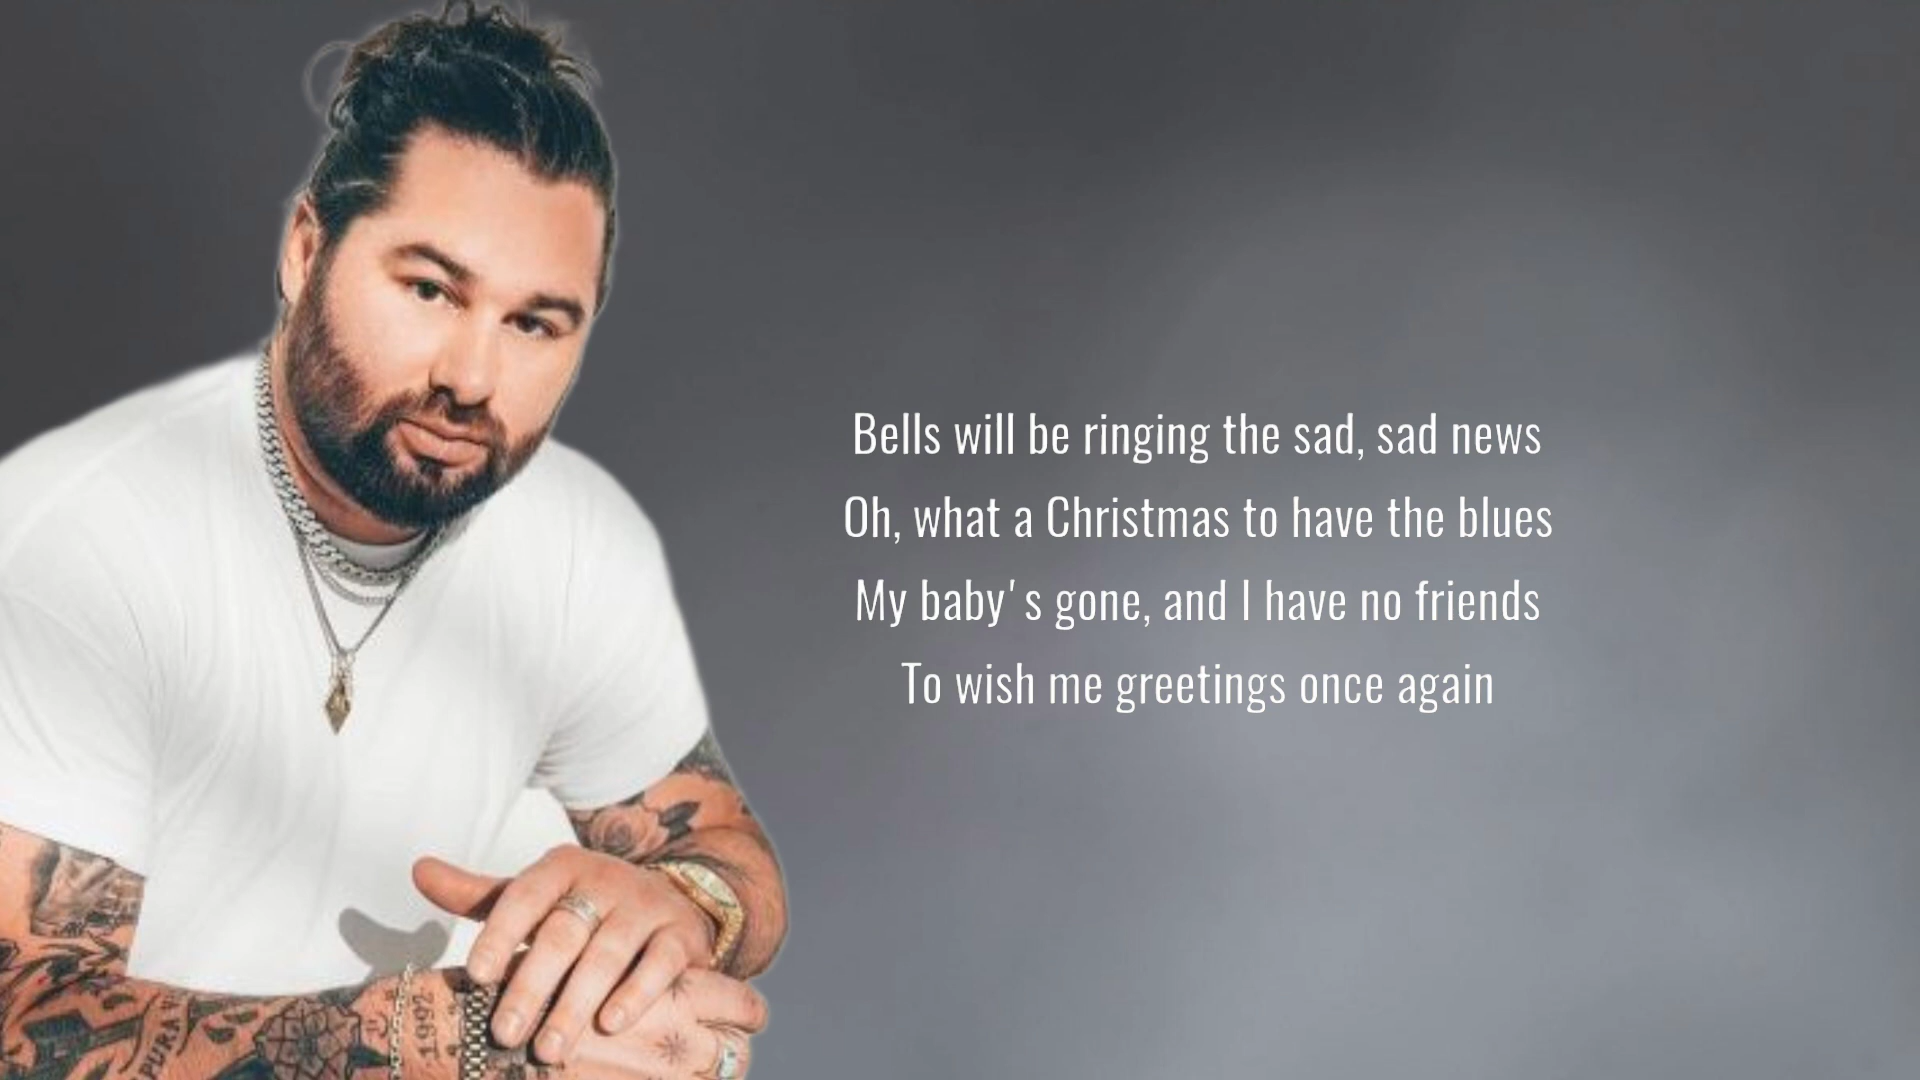 Bells will be ringing the sad, sad news
Oh, what a Christmas to have the blues
My baby's gone, and I have no friends
To wish me greetings once again
PURA V
1992